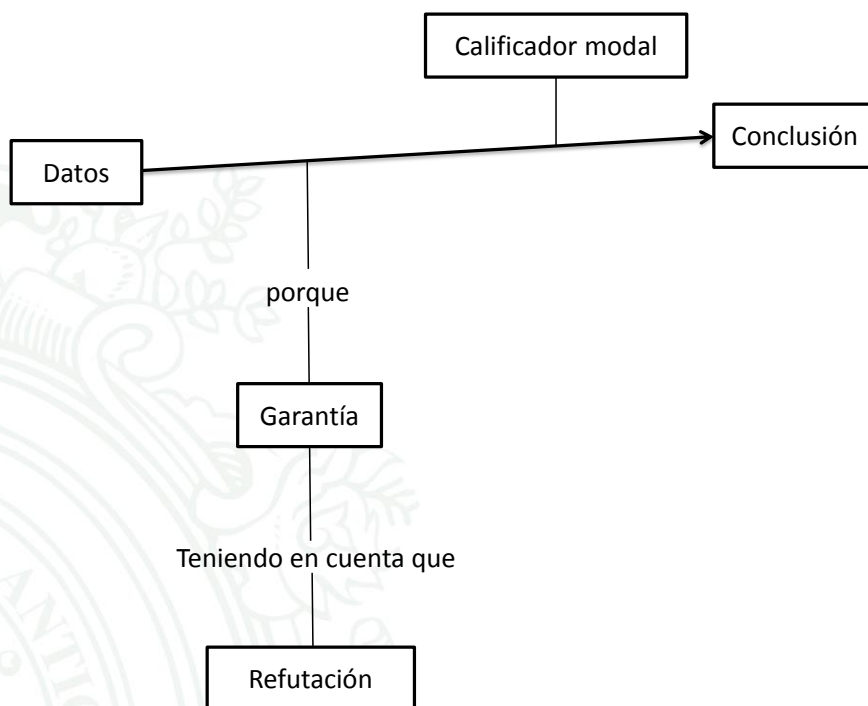 Calificador modal
Conclusión
Datos
porque
Garantía
Teniendo en cuenta que
Refutación